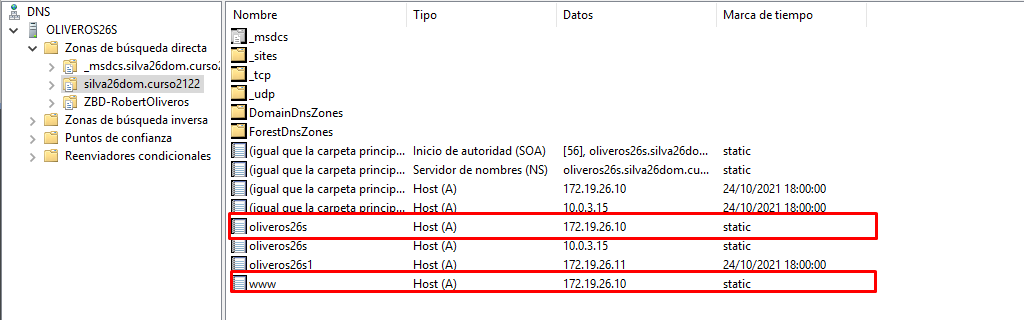 DNS
OLIVEROS26S
Zonas de búsqueda directa
_msdcs.silva26dom.curso2
silva26dom.curso2122
ZBD-RobertOliveros
Zonas de búsqueda inversa
Puntos de confianza
Reenviadores condicionales
Nombre Tipo Datos Marca de tiempo
_msdcs
_sites
_tcp
_udp
DomainDnsZones
ForestDnsZones
(igual que la carpeta princip... Inicio de autoridad (SOA) [56], oliveros26s.silva26do... static
(igual que la carpeta princip... Servidor de nombres (NS) oliveros26s.silva26dom.cu... static
(igual que la carpeta princip... Host (A) 172.19.26.10 24/10/2021 18:00:00
(igual que la carpeta princip... Host (A) 10.0.3.15 24/10/2021 18:00:00
oliveros26s Host (A) 172.19.26.10 static
oliveros26s Host (A) 10.0.3.15 static
oliveros26s1 Host (A) 172.19.26.11 24/10/2021 18:00:00
www Host (A) 172.19.26.10 static